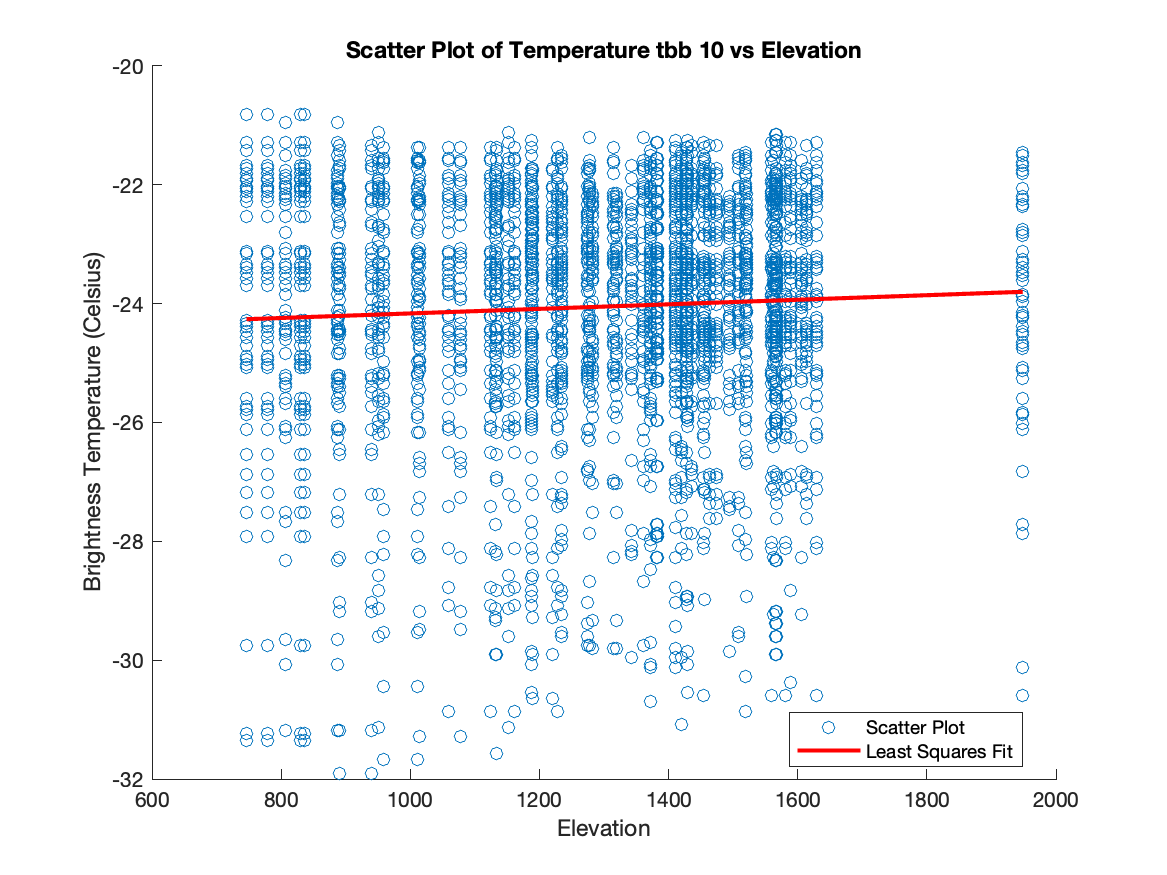 Scatter Plot of Temperature tbb 10 vs Elevation
-20
-22
-24
-26
-28
-30
-32
Brightness Temperature (Celsius)
Scatter Plot
Least Squares Fit
600 800 1000 1200 1400 1600 1800 2000
Elevation